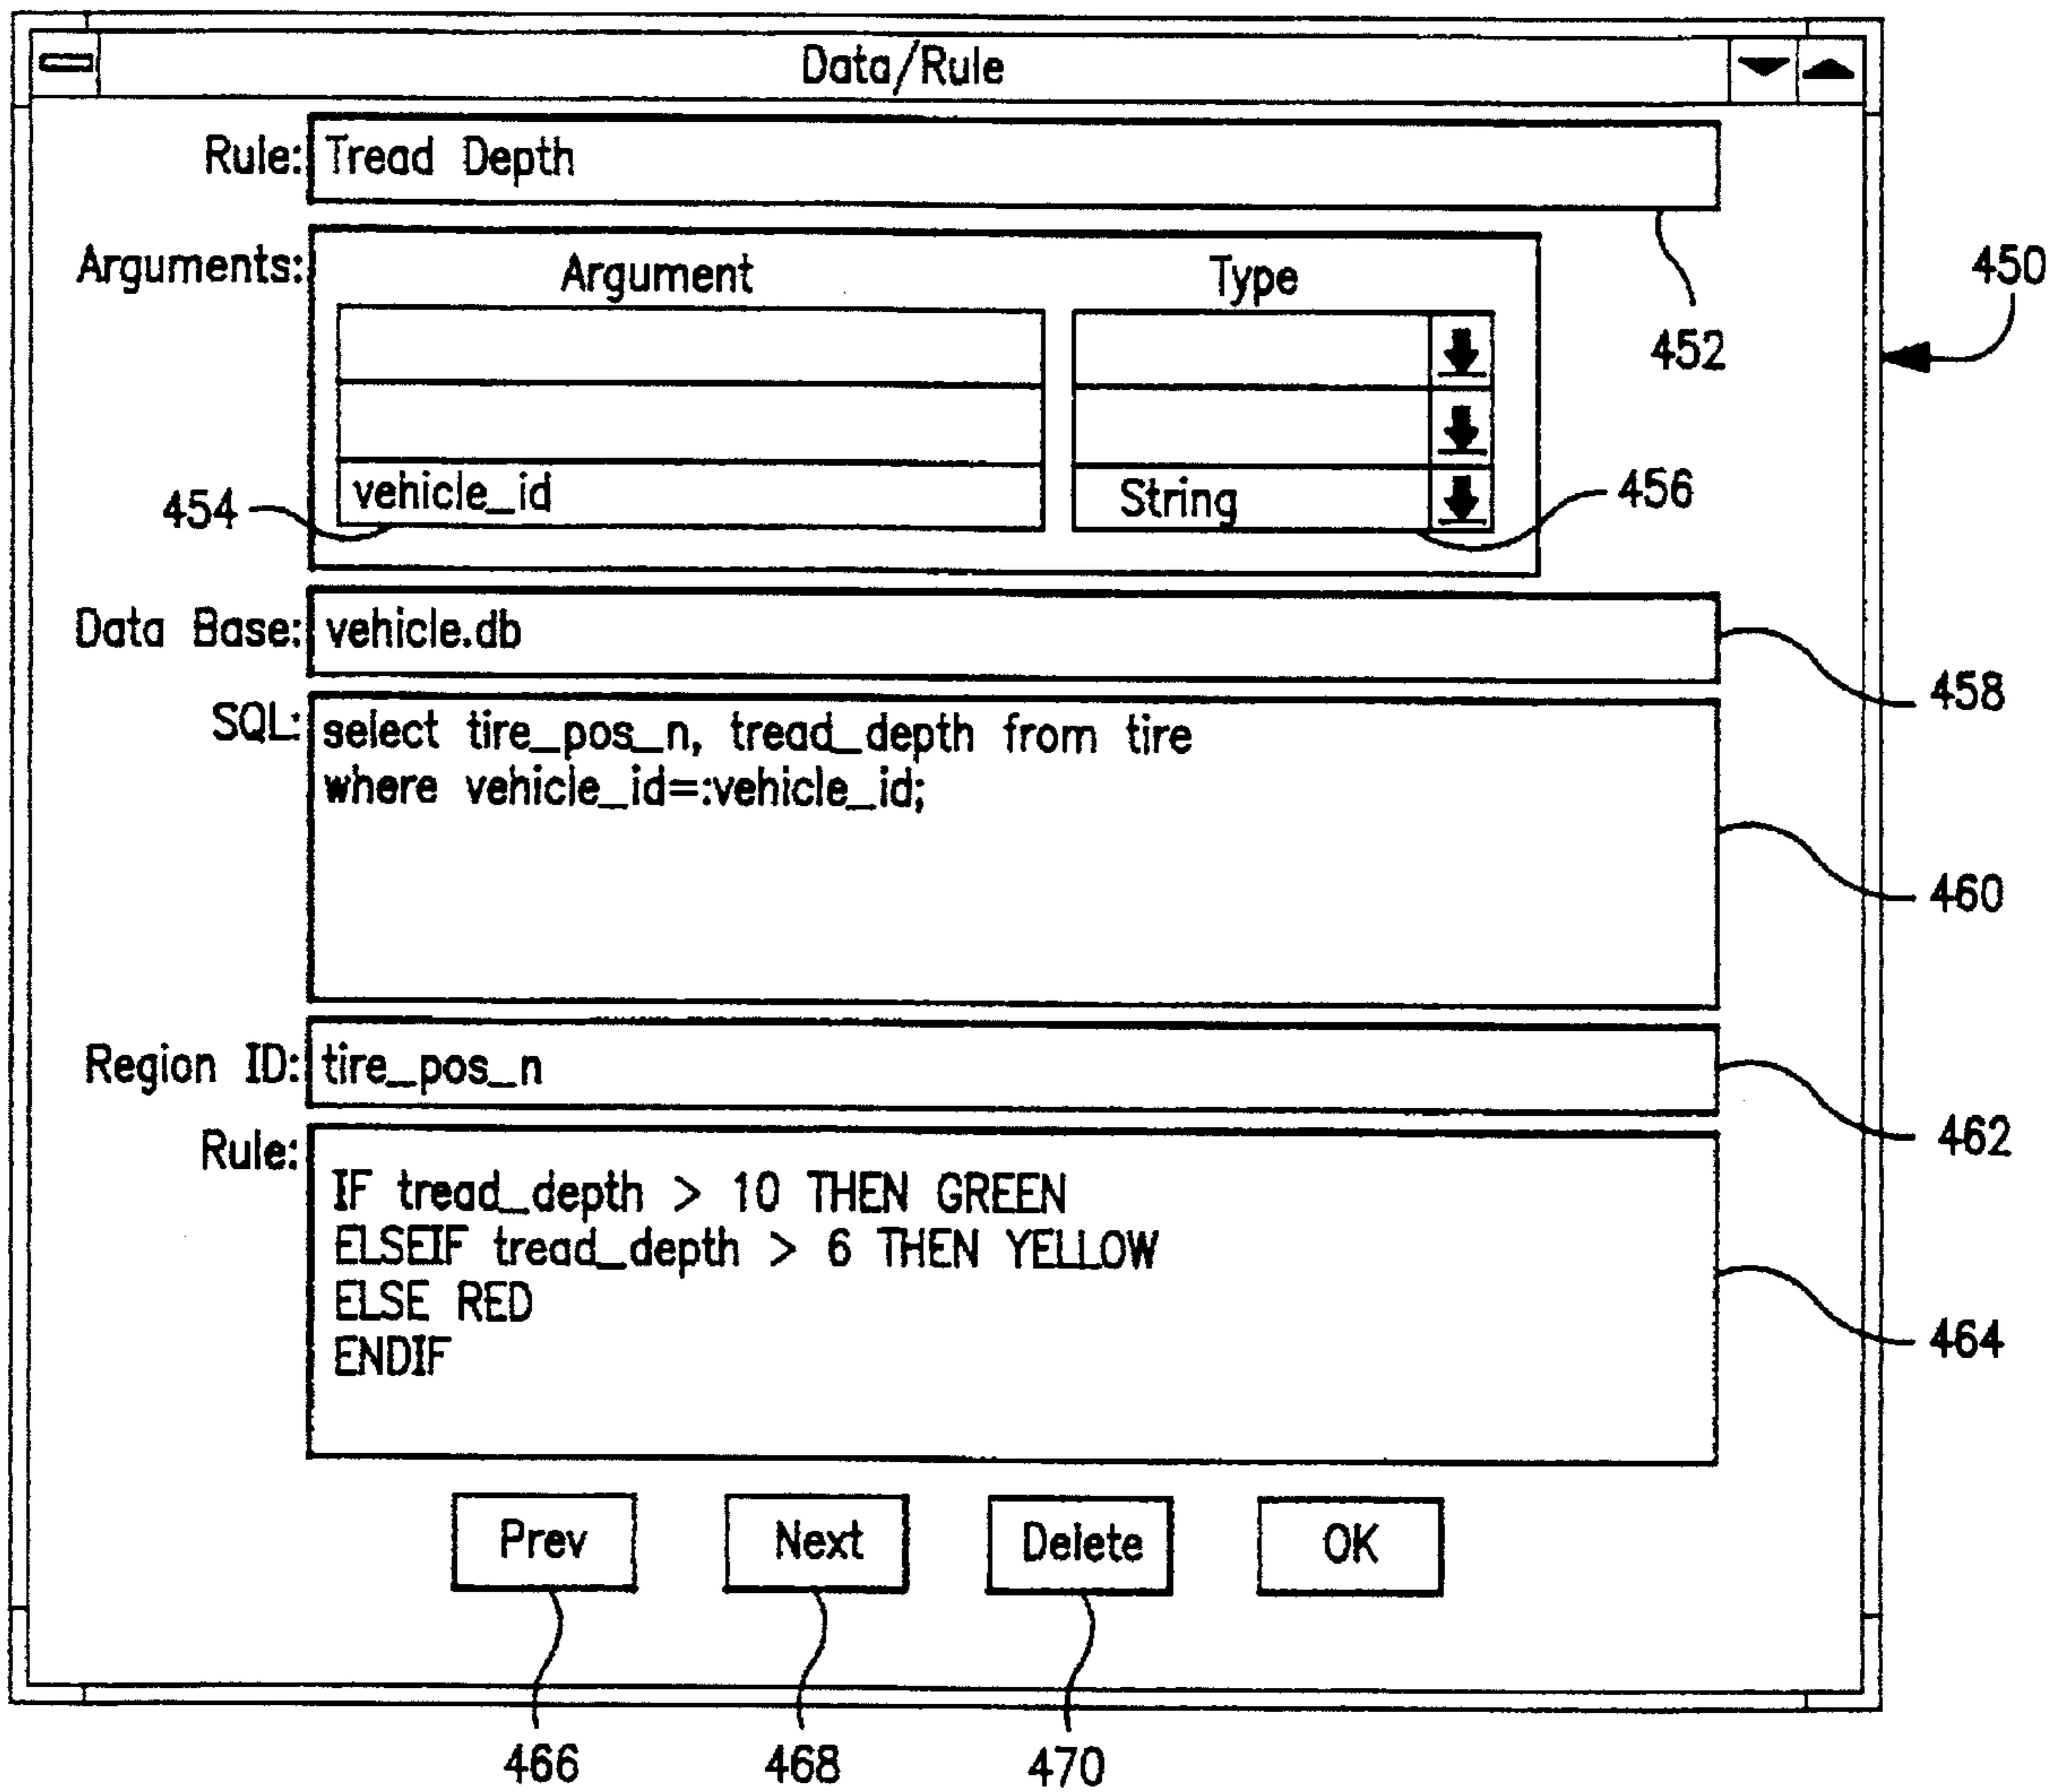 Data/Rule
Rule: Tread Depth
452
Arguments:
Argument Type
450
vehicle_id String
454
456
Data Base: vehicle.db
458
SQL: select tire_pos_n, tread_depth from tire
where vehicle_id=:vehicle_id;
460
Region ID: tire_pos_n
462
Rule:
IF tread_depth > 10 THEN GREEN
ELSEIF tread_depth > 6 THEN YELLOW
ELSE RED
ENDIF
464
Prev Next Delete OK
466 468 470